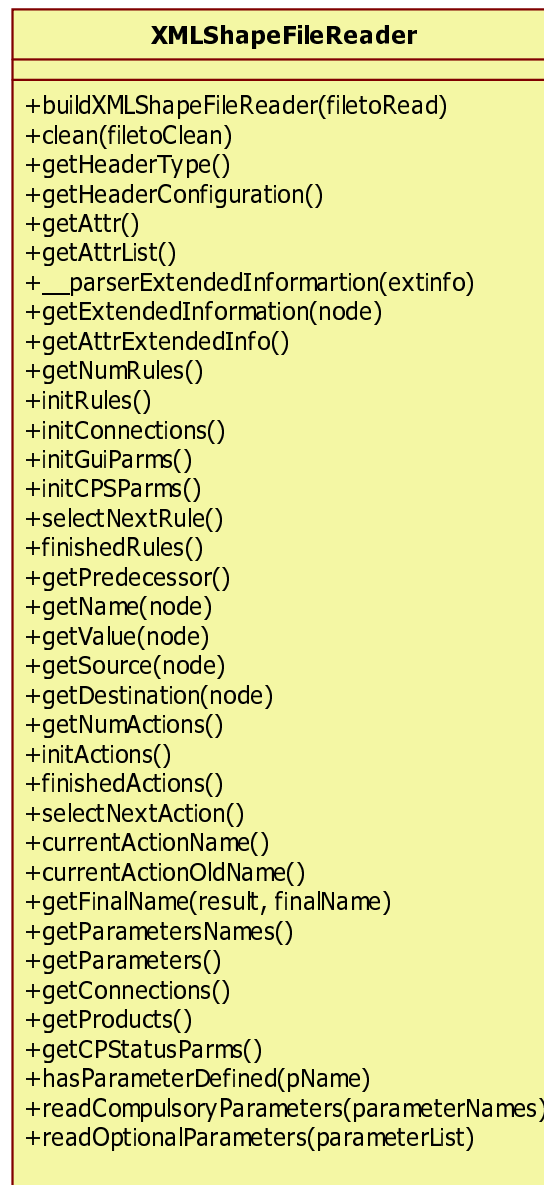 XMLShapeFileReader
+buildXMLShapeFileReader(filetoRead)
+clean(filetoClean)
+getHeaderType()
+getHeaderConfiguration()
+getAttr()
+getAttrList()
+__parserExtendedInformartion(extinfo)
+getExtendedInformation(node)
+getAttrExtendedInfo()
+getNumRules()
+initRules()
+initConnections()
+initGuiParms()
+initCPSParms()
+selectNextRule()
+finishedRules()
+getPredecessor()
+getName(node)
+getValue(node)
+getSource(node)
+getDestination(node)
+getNumActions()
+initActions()
+finishedActions()
+selectNextAction()
+currentActionName()
+currentActionOldName()
+getFinalName(result, finalName)
+getParametersNames()
+getParameters()
+getConnections()
+getProducts()
+getCPStatusParms()
+hasParameterDefined(pName)
+readCompulsoryParameters(parameterNames)
+readOptionalParameters(parameterList)